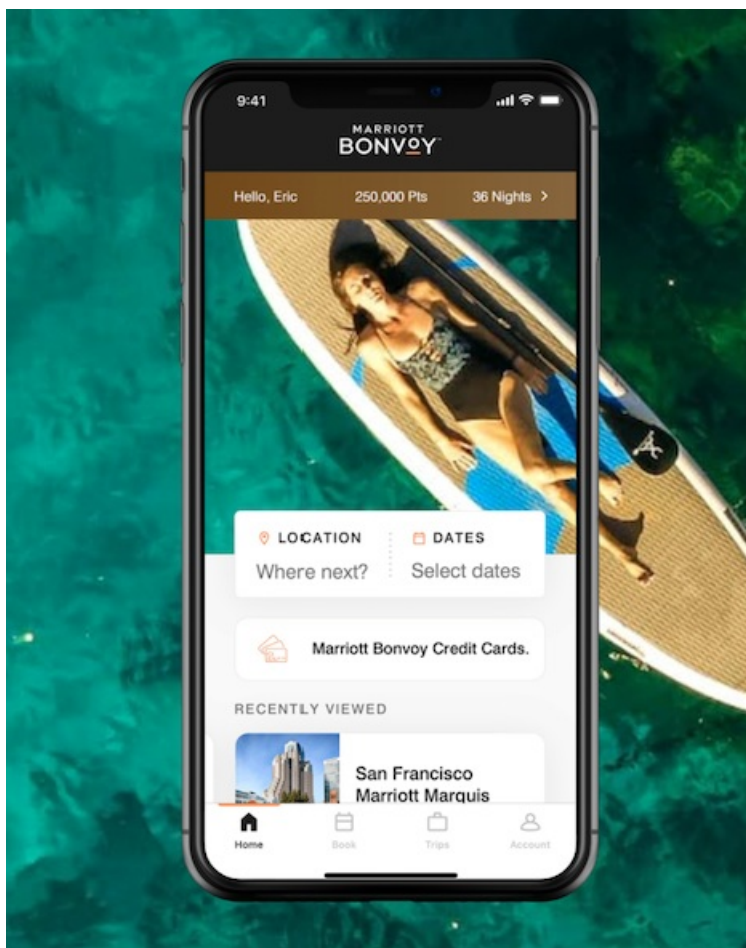 9:41
MARRIOTT
BONVOY
Hello, Eric 250,000 Pts 36 Nights >
LOCATION DATES
Where next? Select dates
Marriott Bonvoy Credit Cards.
RECENTLY VIEWED
San Francisco
Marriott Marquis
Home Book Trips Account